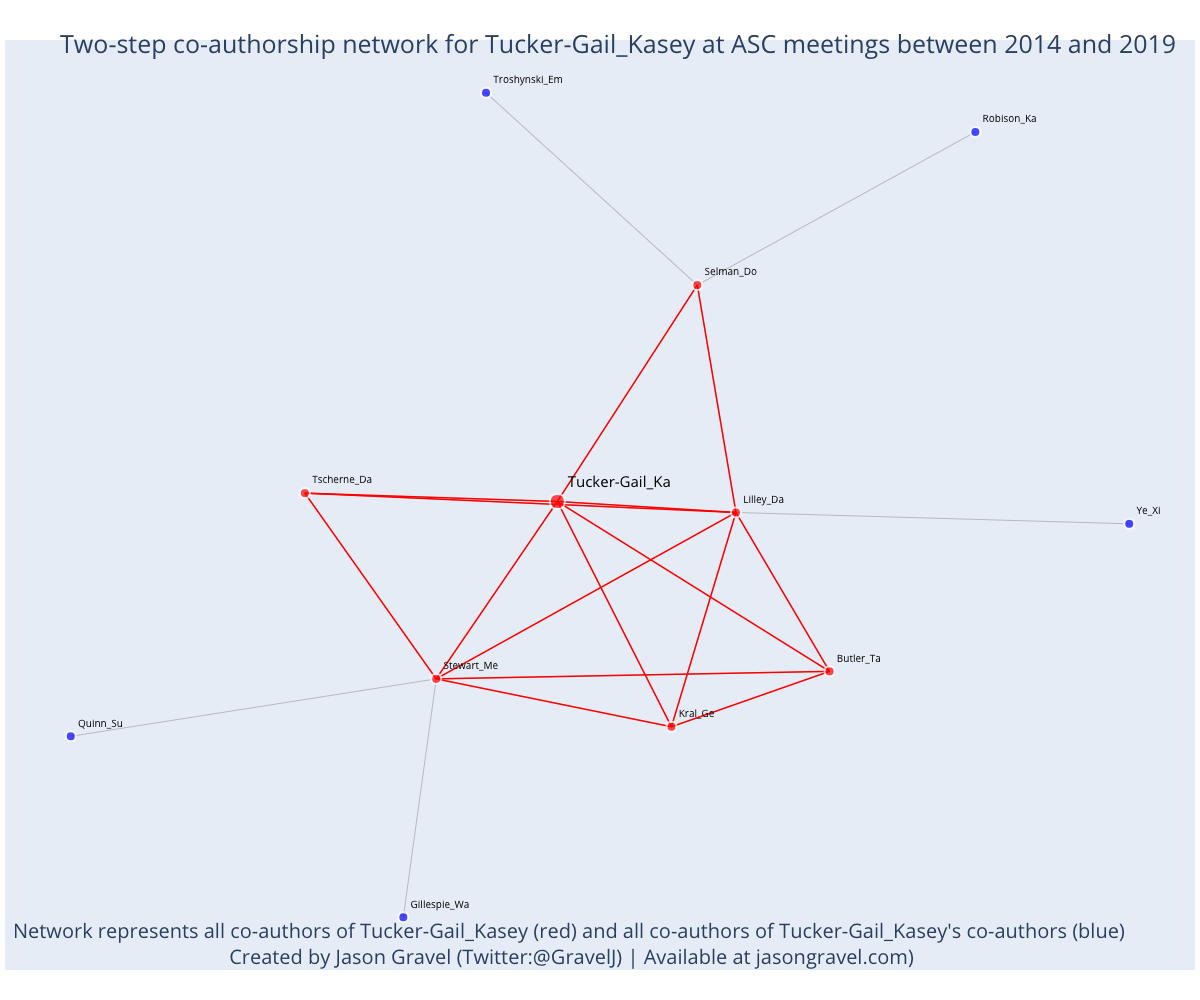 Two-step co-authorship network for Tucker-Gail_Kasey at ASC meetings between 2014 and 2019
Troshynski_Em
Robison_Ka
Selman_Do
Tscherne_Da
Tucker-Gail_Ka
Lilley_Da
Ye_Xi
Stewart_Me
Butler_Ta
Kral_Ge
Quinn_Su
Gillespie_Wa
Network represents all co-authors of Tucker-Gail_Kasey (red) and all co-authors of Tucker-Gail_Kasey's co-authors (blue)
Created by Jason Gravel (Twitter:@GravelJ) | Available at jasongravel.com)